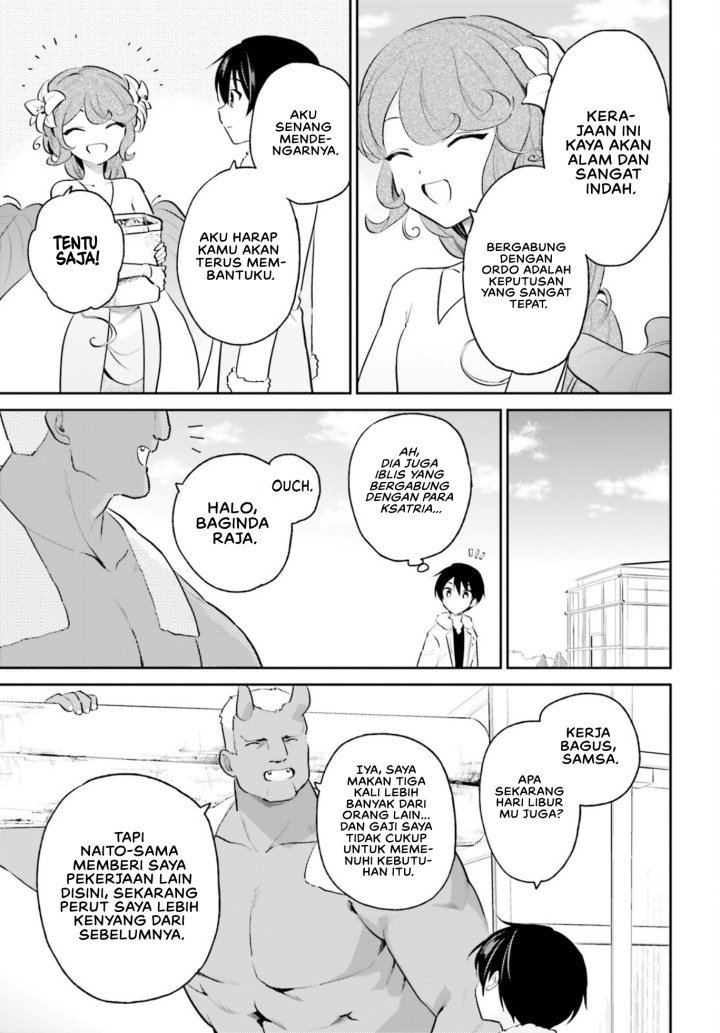 KERA-
JAAN INI
KAYA AKAN
ALAM DAN
SANGAT
INDAH.
BERGABUNG
DENGAN
ORDO ADALAH
KEPUTUSAN
YANG SANGAT
TEPAT.
AKU
SENANG
MENDE-
NGARNYA.
AKU HARAP
KAMU AKAN
TERUS MEM-
BANTUKU.
TENTU
SAJA!
AH,
DIA JUGA
IBLIS YANG
BERGABUNG
DENGAN PARA
KSATRIA...
OUCH.
HALO,
BAGINDA
RAJA.
KERJA
BAGUS,
SAMSA.
APA
SEKARANG
HARI LIBUR
MU JUGA?
IYA, SAYA
MAKAN TIGA
KALI LEBIH
BANYAK DARI
ORANG LAIN...
DAN GAJI SAYA
TIDAK CUKUP
UNTUK MEME-
NUHI KEBUTU-
HAN ITU.
TAPI
NAITO-SAMA
MEMBERI SAYA
PEKERJAAN LAIN
DISINI, SEKARANG
PERUT SAYA LEBIH
KENYANG DARI
SEBELUMNYA.